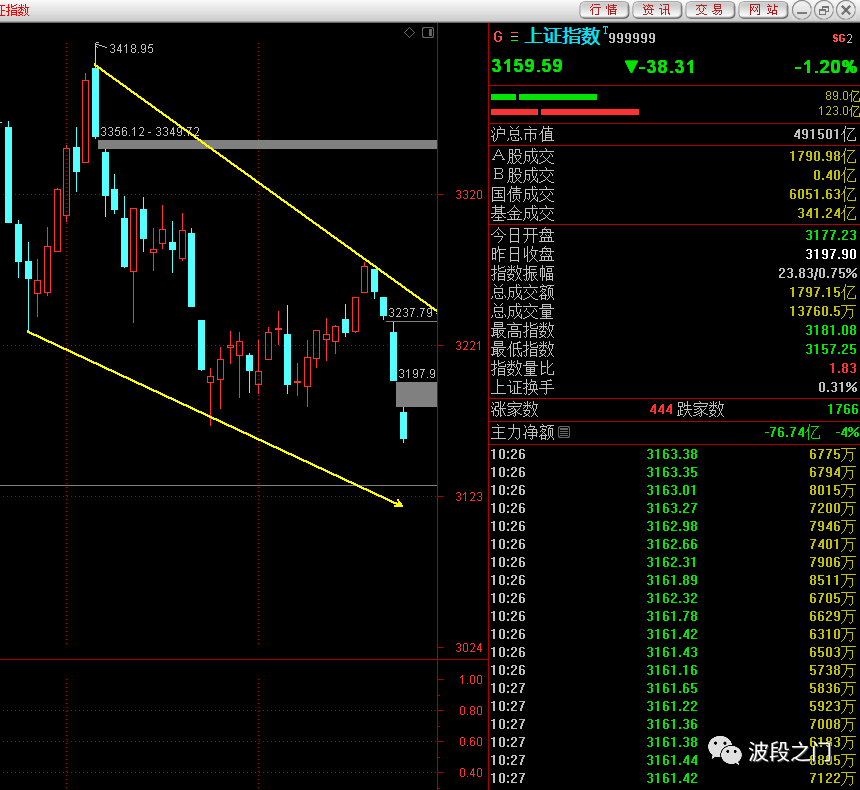 证指数
行 情 资 讯 交 易 网 站
3418.95
3356.12 - 3349.72
3237.79
3197.9
3320
3221
3123
3024
1.00
0.80
0.60
0.40
G 上证指数T999999 SG2
3159.59 ▼-38.31 -1.20%
89.0亿
123.0亿
沪总市值 491501亿
A股成交 1790.98亿
B股成交 0.40亿
国债成交 6051.63亿
基金成交 341.24亿
今日开盘 3177.23
昨日收盘 3197.90
指数振幅 23.83/0.75%
总成交额 1797.15亿
总成交量 13760.5万
最高指数 3181.08
最低指数 3157.25
指数量比 1.83
上证换手 0.31%
涨家数 444 跌家数 1766
主力净额 -76.74亿 -4%
10:26 3163.38 6775万
10:26 3163.35 6794万
10:26 3163.01 8015万
10:26 3163.27 7200万
10:26 3162.98 7946万
10:26 3162.66 7401万
10:26 3162.31 7906万
10:26 3161.89 8511万
10:26 3162.32 6705万
10:26 3161.78 6629万
10:26 3161.42 6310万
10:26 3161.43 6503万
10:26 3161.16 5738万
10:27 3161.65 5836万
10:27 3161.22 5923万
10:27 3161.36 7008万
10:27 3161.38
10:27 3161.44
10:27 3161.42 7122万
波段之门